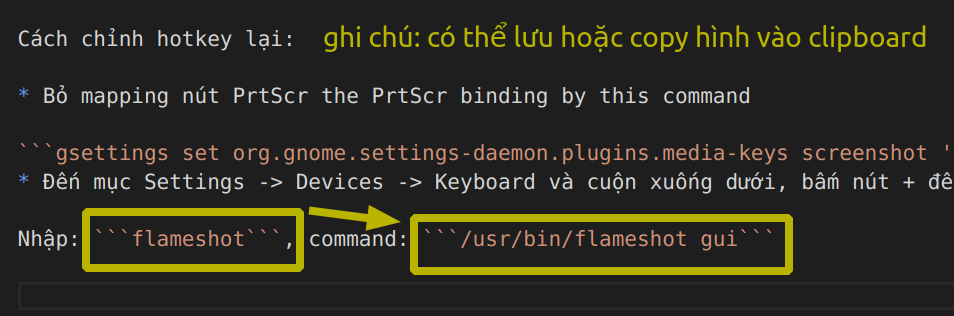 Cách chỉnh hotkey lại: ghi chú: có thể lưu hoặc copy hình vào clipboard
* Bỏ mapping nút PrtScr the PrtScr binding by this command
```gsettings set org.gnome.settings-daemon.plugins.media-keys screenshot '
* Đến mục Settings -> Devices -> Keyboard và cuộn xuống dưới, bấm nút + để
Nhập: ```flameshot```, command: ```/usr/bin/flameshot gui```